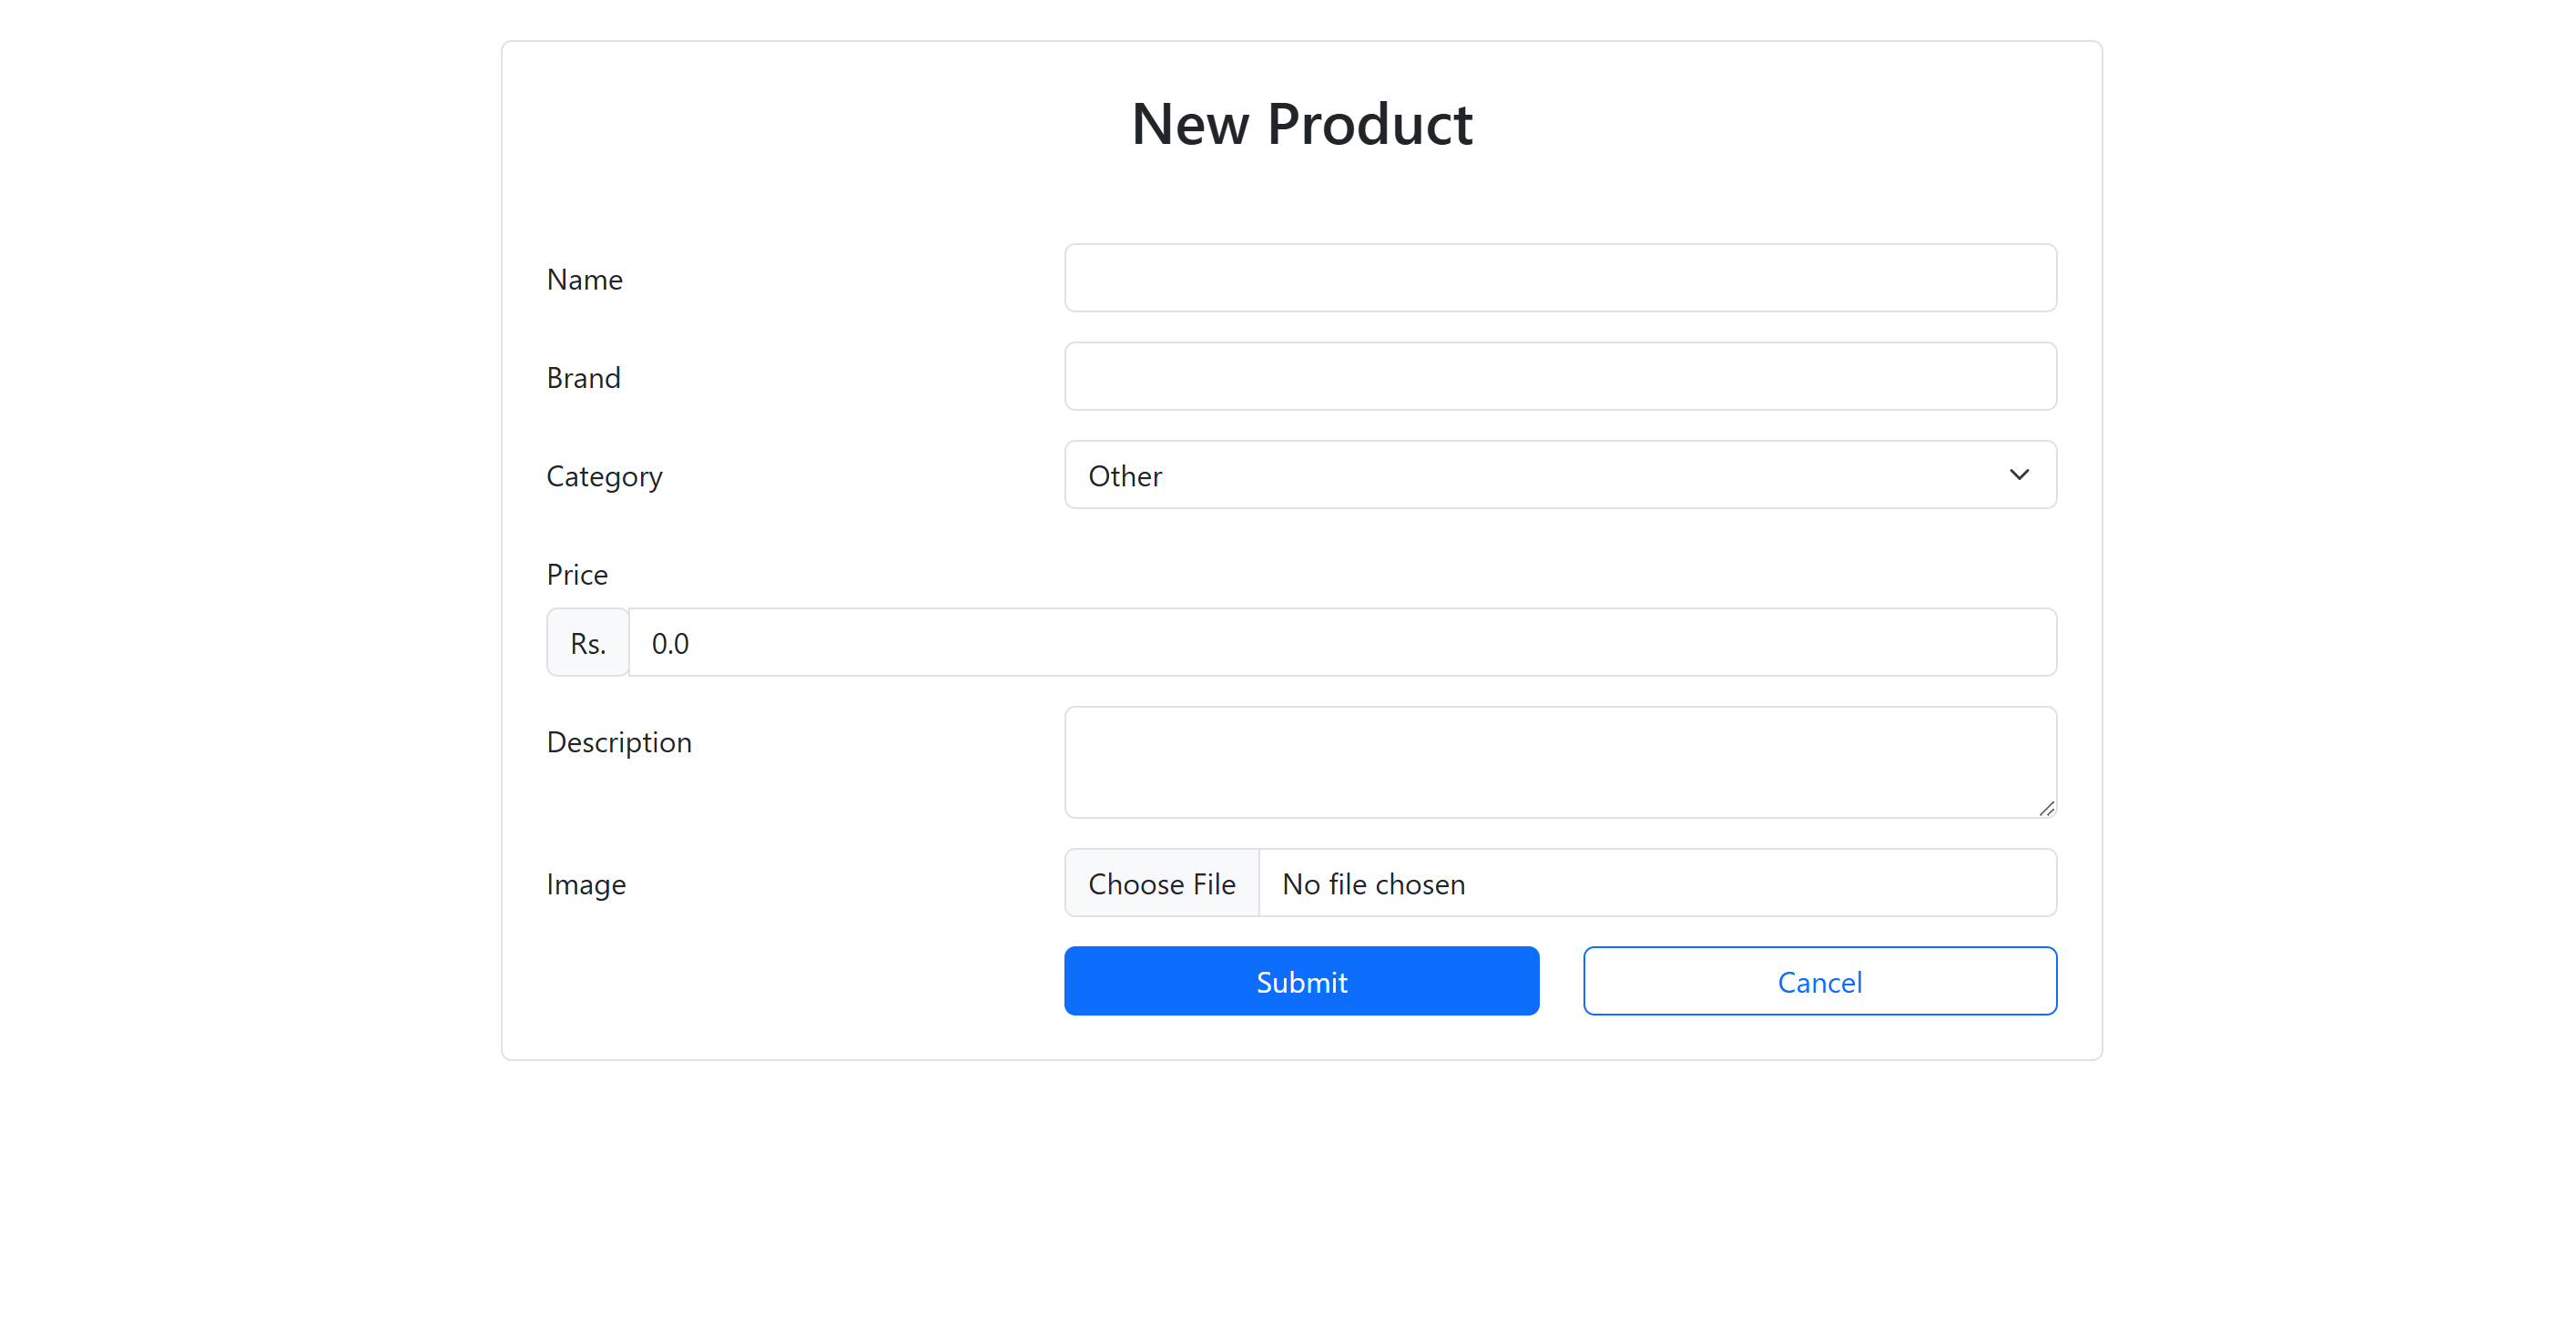 New Product
Name
Brand
Category Other
Price
Rs. 0.0
Description
Image Choose File No file chosen
Submit Cancel